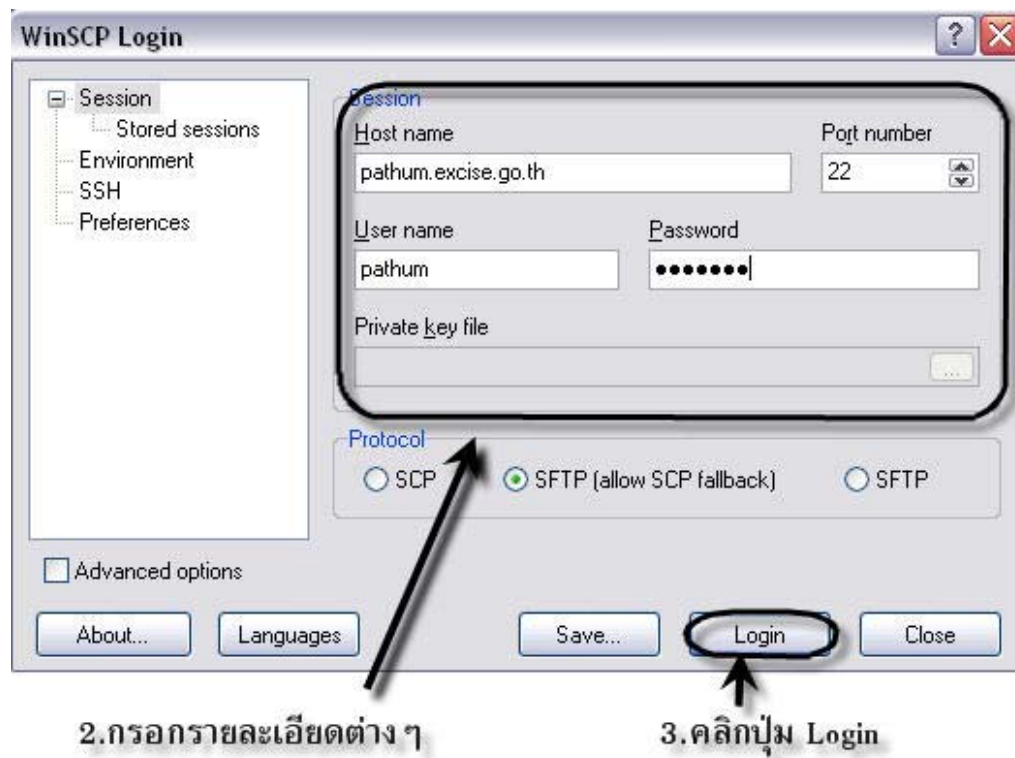 WinSCP Login
Session
Stored sessions
Environment
SSH
Preferences
Session
Host name
Port number
pathum.excise.go.th
22
User name
Password
pathum
●●●●●●●
Private key file
...
Protocol
SCP
SFTP (allow SCP fallback)
SFTP
Advanced options
About...
Languages
Save...
Login
Close
2.กรอกรายละเอียดต่าง ๆ
3.คลิกปุ่ม Login